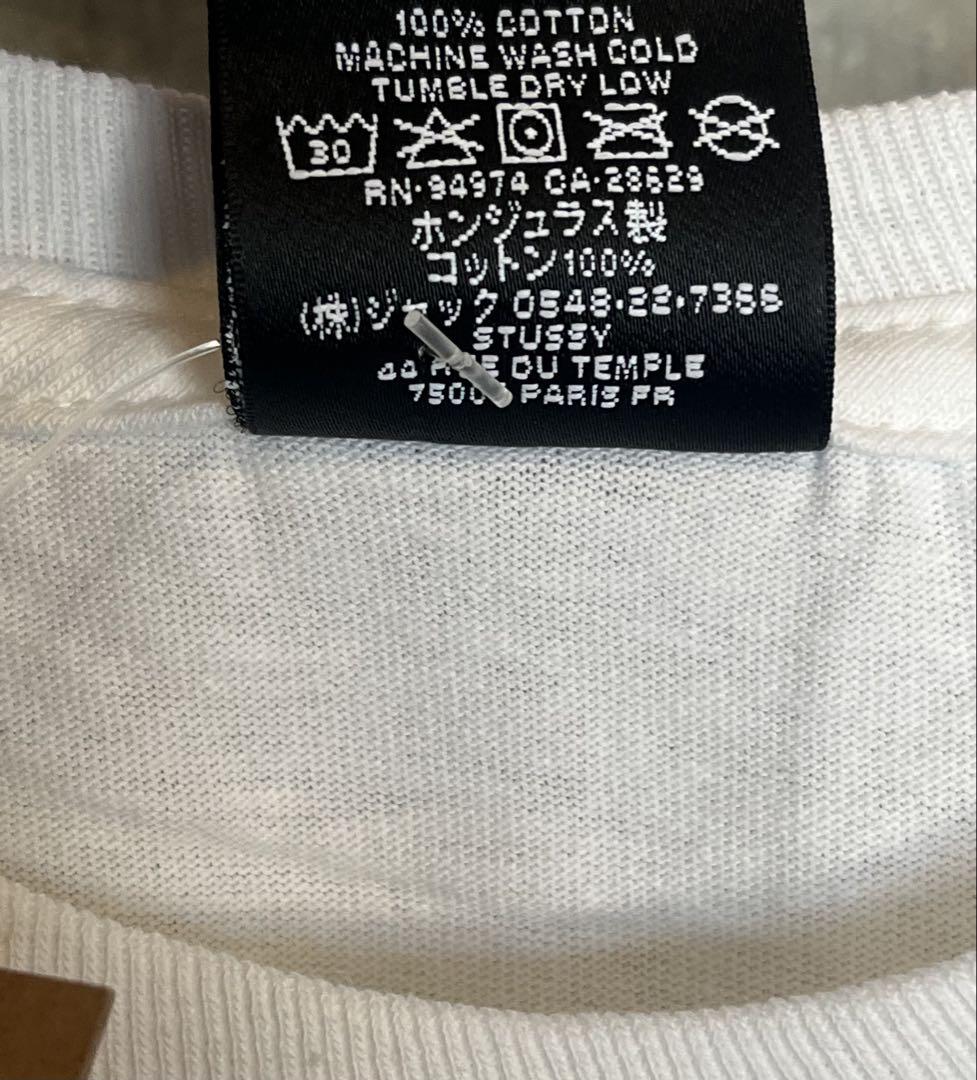 100% COTTON
MACHINE WASH COLD
TUMBLE DRY LOW
30
RN·94974 CA·28629
ホンジュラス製
コットン100%
(株)ジャック 0548·22·7366
STUSSY
44 RUE DU TEMPLE
PARIS FR